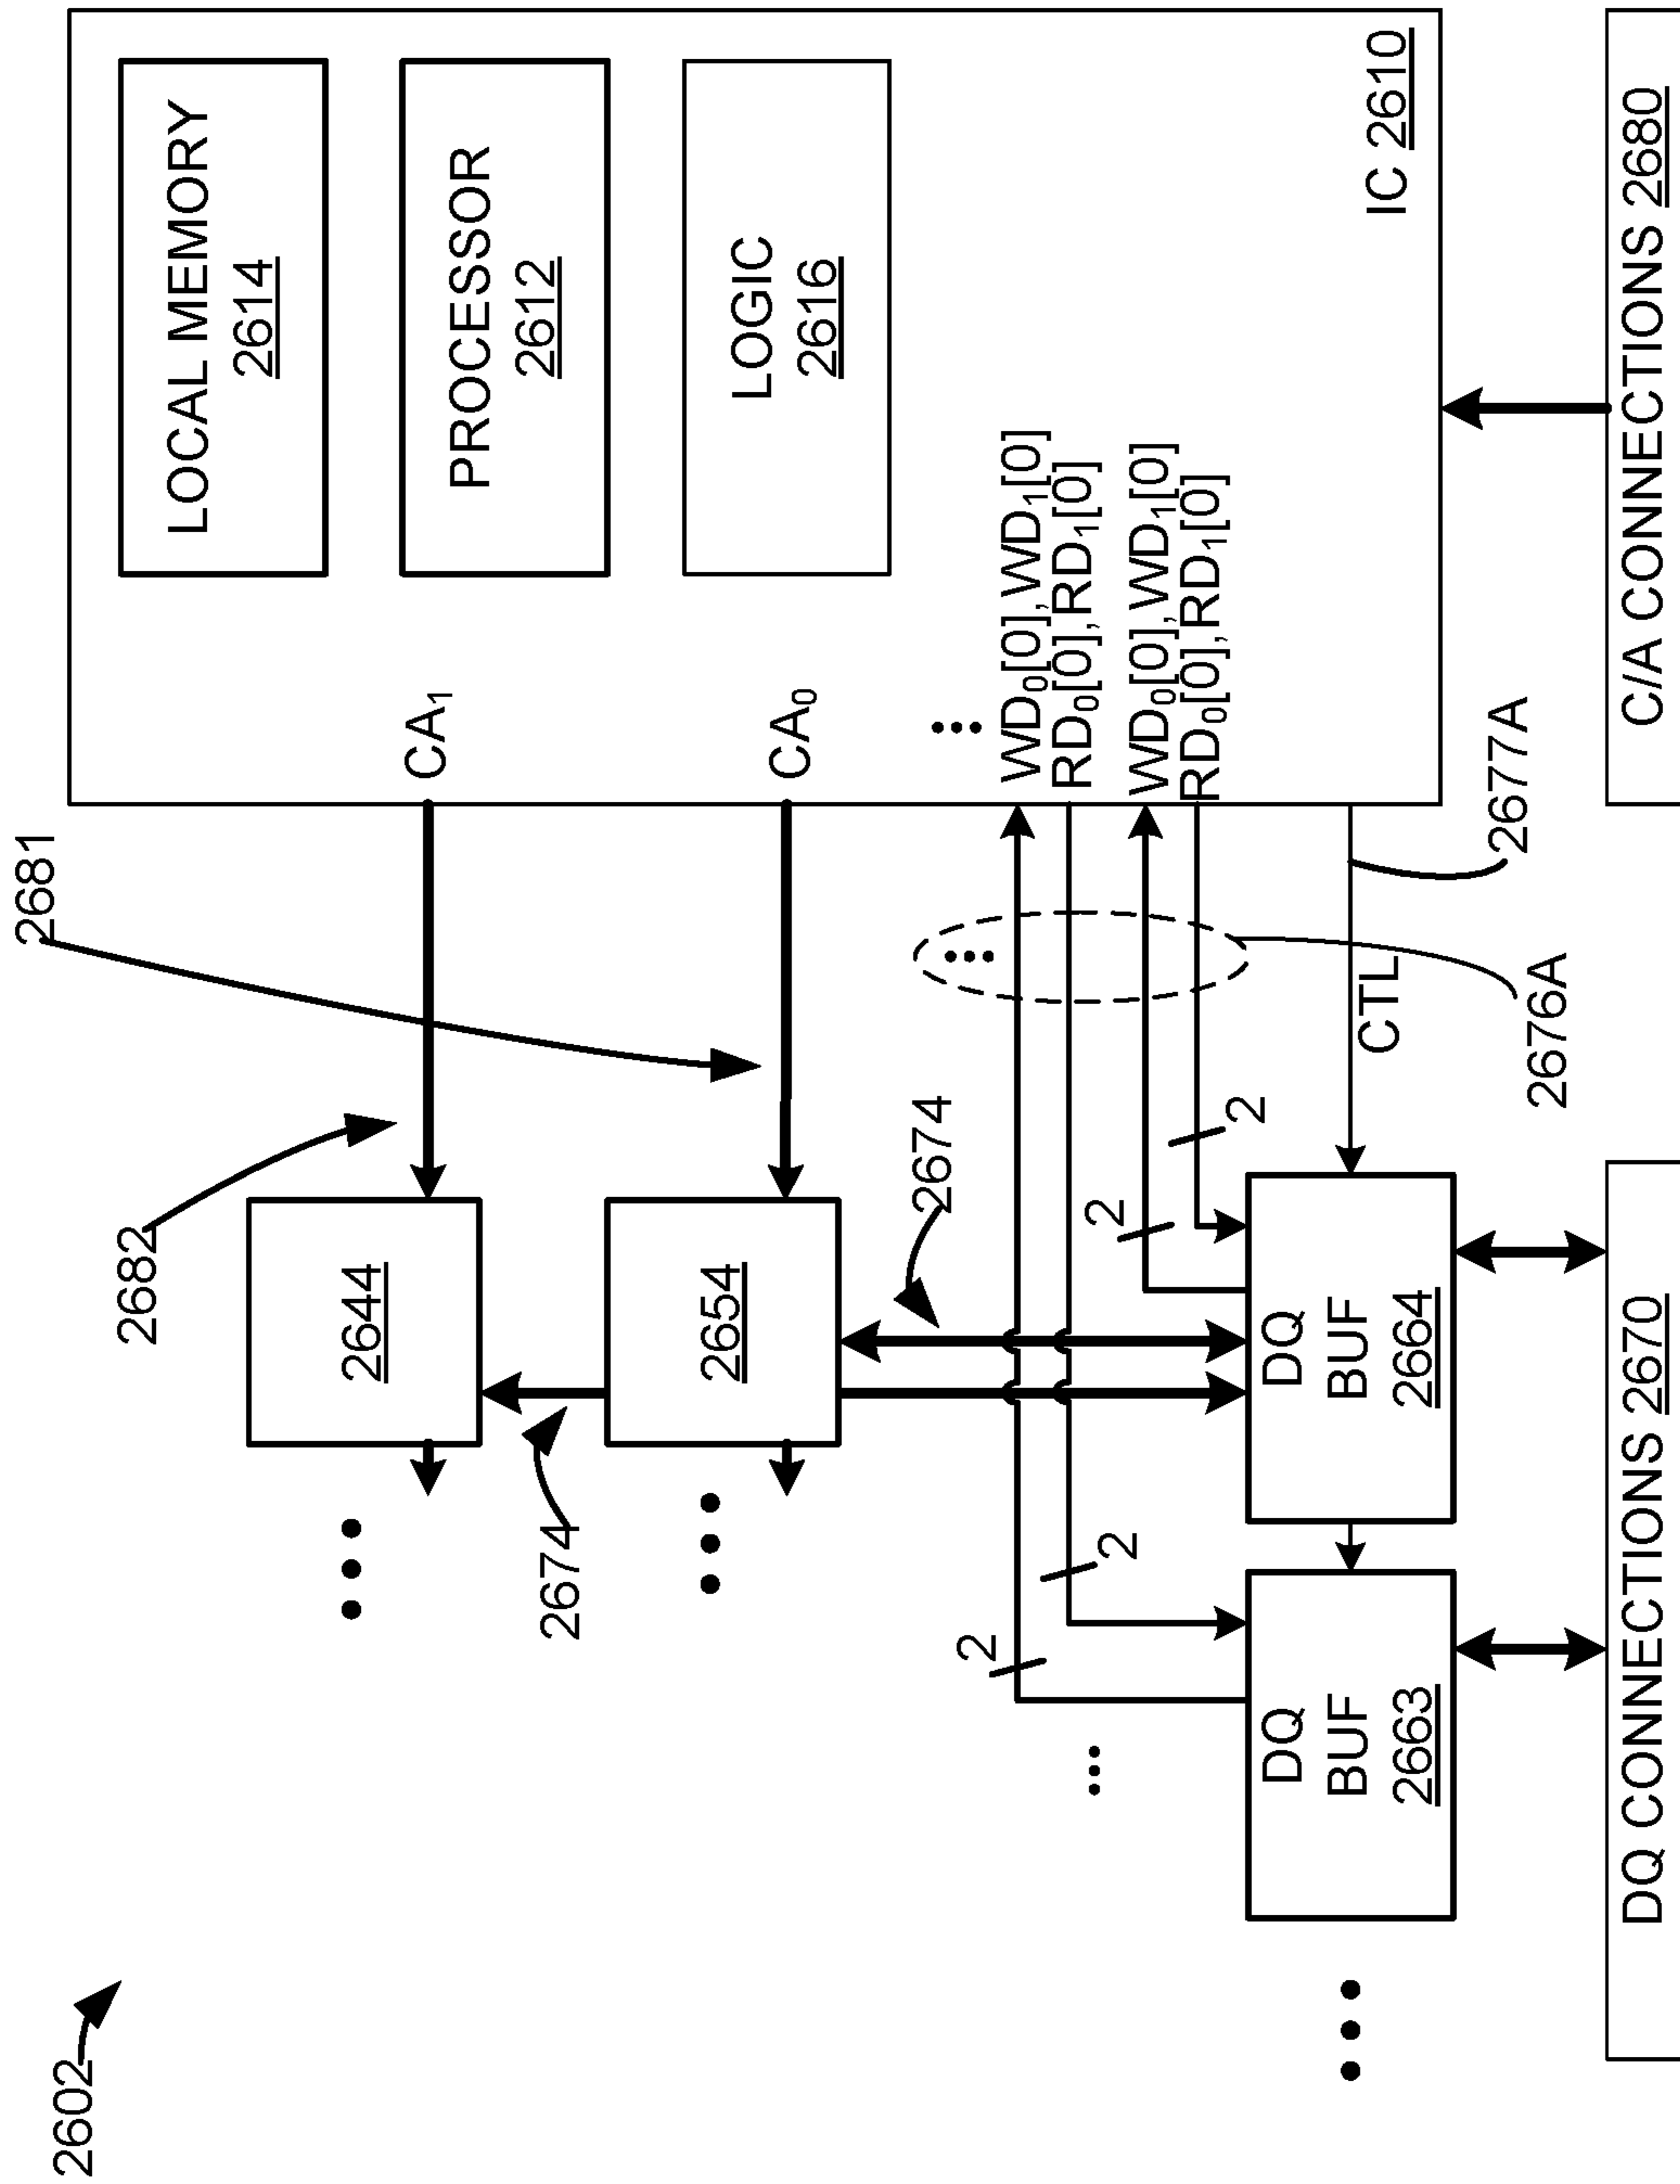 2602
2682
2681
2644
2654
2674
2674
CA1
CA0
LOCAL MEMORY
2614
PROCESSOR
2612
LOGIC
2616
WD0[0],WD1[0]
RD0[0],RD1[0]
WD0[0],WD1[0]
RD0[0],RD1[0]
IC 2610
2
2
2
2
DQ
BUF
2663
DQ
BUF
2664
CTL
2676A
2677A
DQ CONNECTIONS 2670
C/A CONNECTIONS 2680